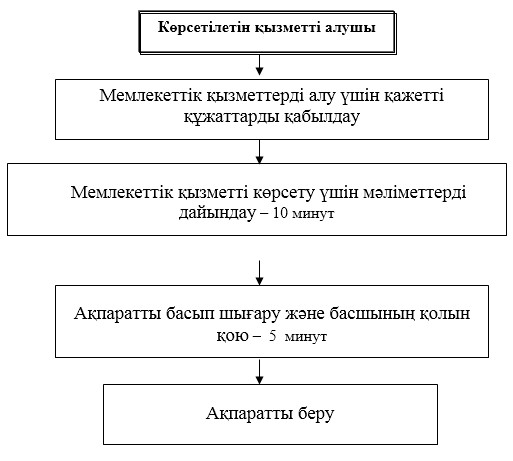 Көрсетілетін қызметті алушы
Мемлекеттік қызметтерді алу үшін қажетті
құжаттарды қабылдау
Мемлекеттік қызметті көрсету үшін мәліметтерді
дайындау – 10 минут
Ақпаратты басып шығару және басшының қолын
қою – 5 минут
Ақпаратты беру